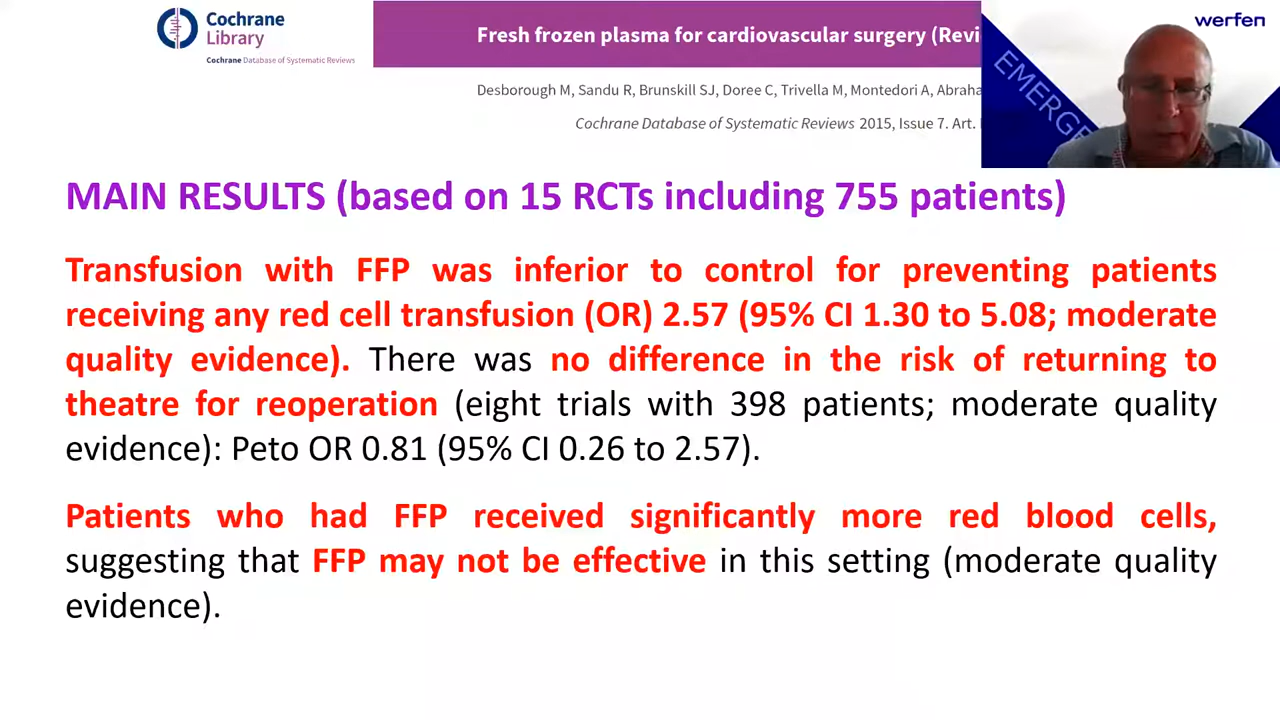 Cochrane
Library
Cochrane Database of Systematic Reviews
Fresh frozen plasma for cardiovascular surgery
Desborough M, Sandu R, Brunskill SJ, Doree C, Trivella M, Montedori A,
Cochrane Database of Systematic Reviews 2015, Issue 7. Art.
werfen
MAIN RESULTS (based on 15 RCTs including 755 patients)
Transfusion with FFP was inferior to control for preventing patients
receiving any red cell transfusion (OR) 2.57 (95% CI 1.30 to 5.08; moderate
quality evidence). There was no difference in the risk of returning to
theatre for reoperation (eight trials with 398 patients; moderate quality
evidence): Peto OR 0.81 (95% CI 0.26 to 2.57).
Patients who had FFP received significantly more red blood cells,
suggesting that FFP may not be effective in this setting (moderate quality
evidence).